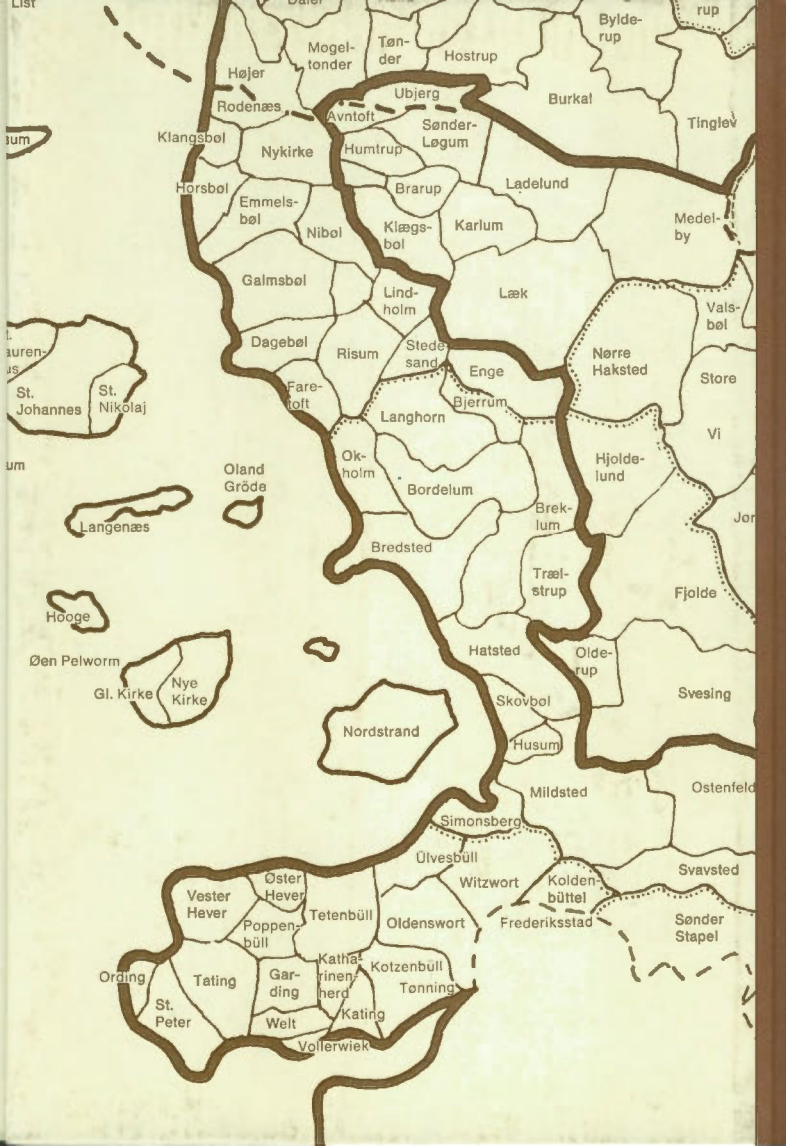 List
rup
Bylde-
rup
Mogel-
tonder
Tøn-
der
Hostrup
Højer
Ubjerg
Burkal
Rodenæs
Avntoft
Tinglev
Klangsbøl
Sønder-
Løgum
Nykirke
Humtrup
Horsbøl
Brarup
Ladelund
Emmels-
bøl
Nibøl
Klægs-
bøl
Karlum
Medel-
by
Galmsbøl
Lind-
holm
Læk
Vals-
bøl
Dagebøl
Risum
Stede
sand
Enge
Nørre
Haksted
Store
Vi
auren-
us
St.
Johannes
St.
Nikolaj
Fare-
toft
Langhorn
Bjerrum
Ok-
holm
Hjolde-
lund
um
Oland
Gröde
Bordelum
Langenæs
Brek-
lum
Jør
Bredsted
Træl-
strup
Fjolde
Hooge
Øen Pelworm
Hatsted
Olde-
rup
Gl. Kirke
Nye
Kirke
Svesing
Skovbøl
Nordstrand
Husum
Mildsted
Ostenfeld
Simonsberg
Ülvesbüll
Svavsted
Vester
Hever
Øster
Hever
Witzwort
Kolden-
büttel
Tetenbüll
Oldenswort
Frederiksstad
Sønder
Stapel
Poppen-
büll
Ording
Tating
Gar-
ding
Katha-
rinen-
herd
Kotzenbüll
Tønning
St.
Peter
Welt
Kating
Vollerwiek